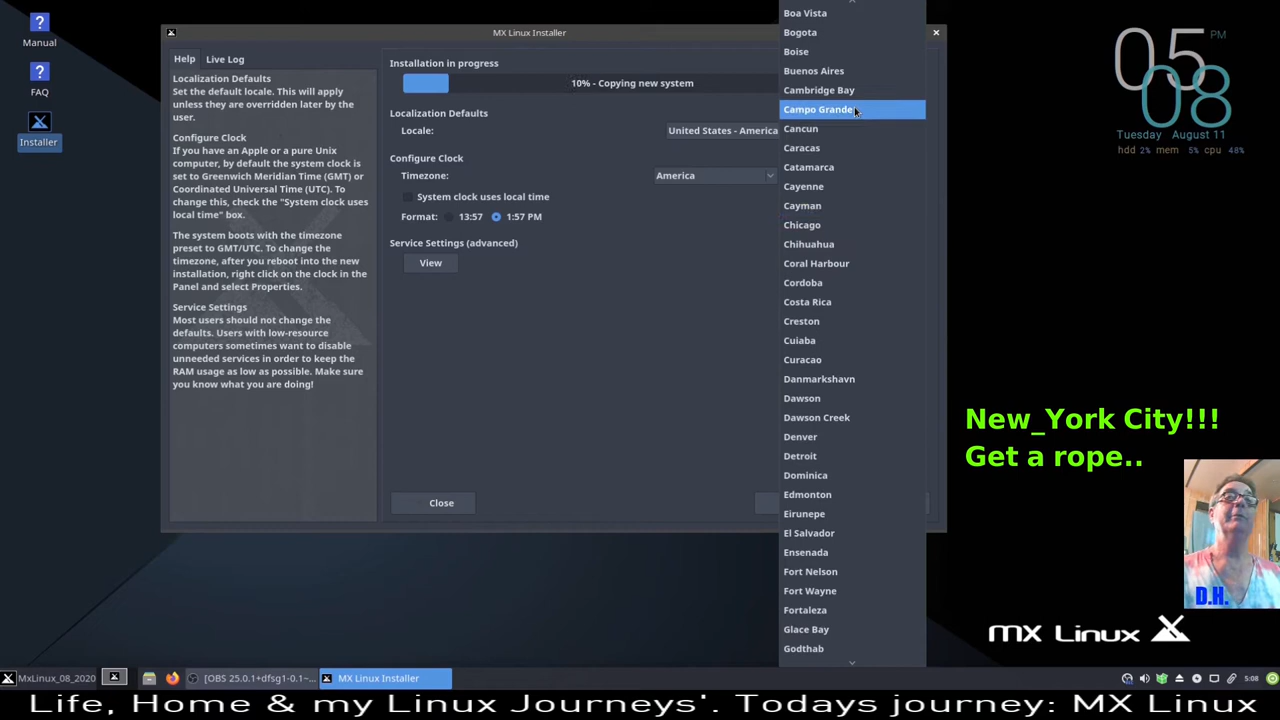 Manual
FAQ
Installer
MX Linux Installer
Help
Live Log
Localization Defaults
Set the default locale. This will apply
unless they are overridden later by the
user.
Configure Clock
If you have an Apple or a pure Unix
computer, by default the system clock is
set to Greenwich Meridian Time (GMT) or
Coordinated Universal Time (UTC). To
change this, check the "System clock uses
local time" box.
The system boots with the timezone
preset to GMT/UTC. To change the
timezone, after you reboot into the new
installation, right click on the clock in the
Panel and select Properties.
Service Settings
Most users should not change the
defaults. Users with low-resource
computers sometimes want to disable
unneeded services in order to keep the
RAM usage as low as possible. Make sure
you know what you are doing!
Installation in progress
10% - Copying new system
Localization Defaults
Locale:
United States - America
Configure Clock
Timezone:
America
System clock uses local time
Format:
13:57
1:57 PM
Service Settings (advanced)
View
Close
Boa Vista
Bogota
Boise
Buenos Aires
Cambridge Bay
Campo Grande
Cancun
Caracas
Catamarca
Cayenne
Cayman
Chicago
Chihuahua
Coral Harbour
Cordoba
Costa Rica
Creston
Cuiaba
Curacao
Danmarkshavn
Dawson
Dawson Creek
Denver
Detroit
Dominica
Edmonton
Eirunepe
El Salvador
Ensenada
Fort Nelson
Fort Wayne
Fortaleza
Glace Bay
Godthab
05 PM
08
Tuesday August 11
hdd 2% mem 5% cpu 48%
New_York City!!!
Get a rope..
D.H.
MX Linux
MxLinux_08_2020
[OBS 25.0.1+dfsg1-0.1~...
MX Linux Installer
5:08
Life, Home & my Linux Journeys'. Todays journey: MX Linux